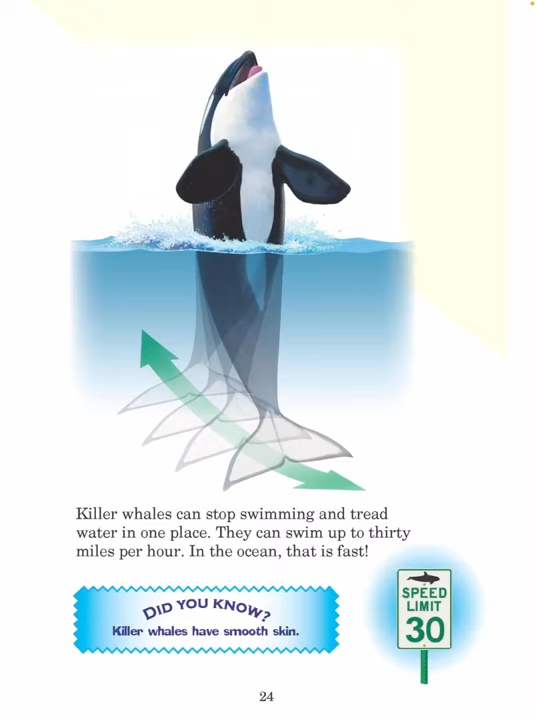 Killer whales can stop swimming and tread
water in one place. They can swim up to thirty
miles per hour. In the ocean, that is fast!
DID YOU KNOW?
Killer whales have smooth skin.
SPEED
LIMIT
30
24